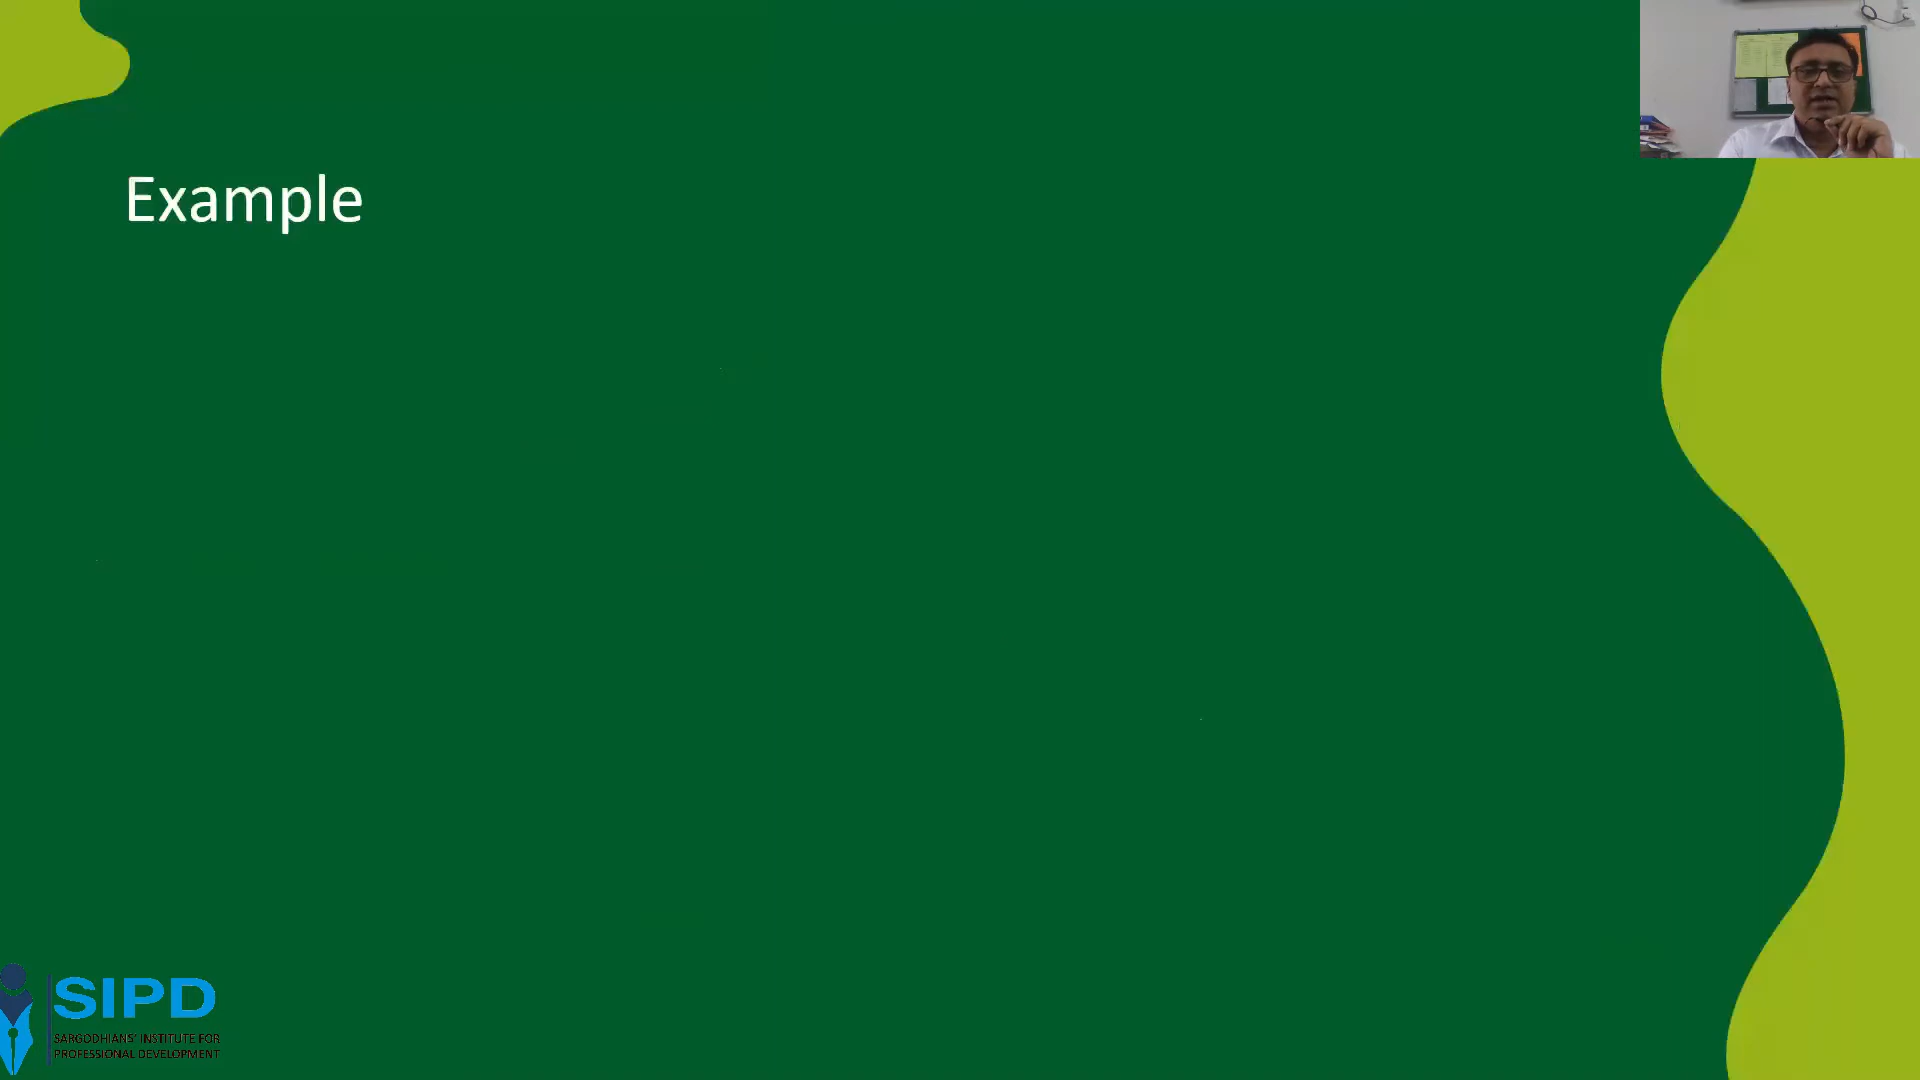 Example
SIPD
SARGODHIANS' INSTITUTE FOR
PROFESSIONAL DEVELOPMENT